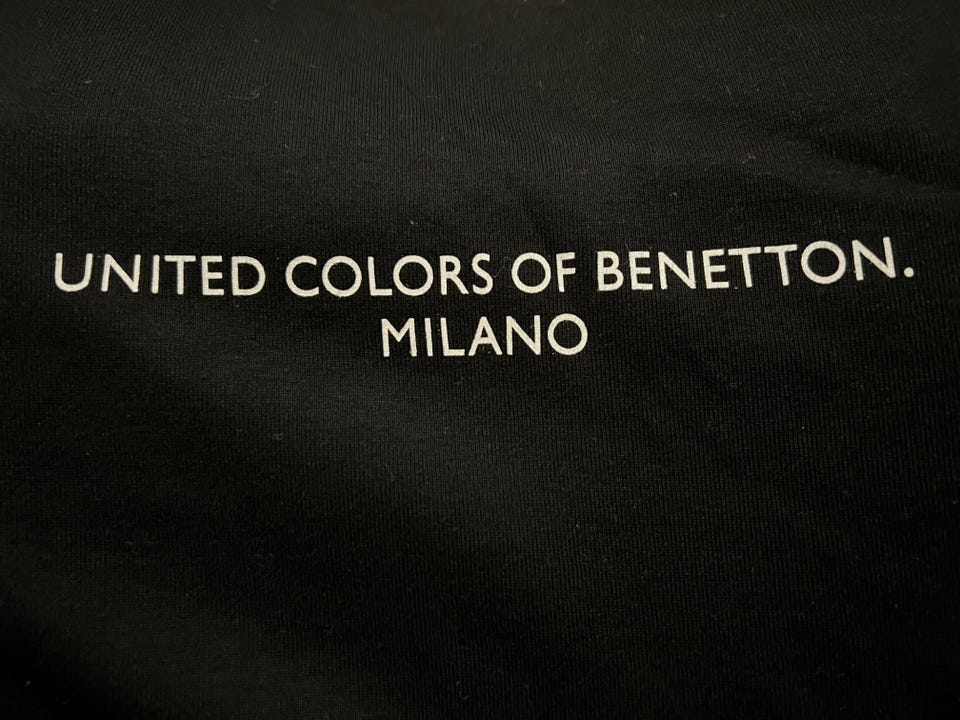 UNITED COLORS OF BENETTON.
MILANO